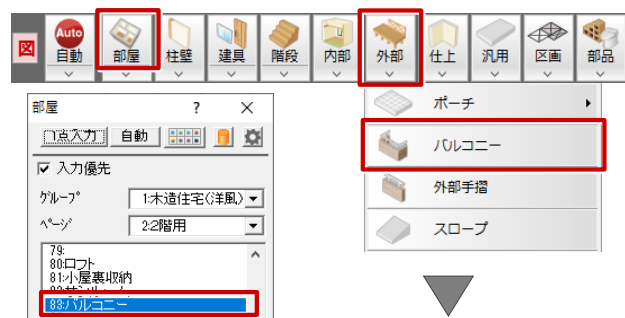 図
Auto
自動
部屋
柱壁
建具
階段
内部
外部
仕上
汎用
区画
部品
部屋 ? ×
1点入力 自動
入力優先
グループ 1:木造住宅(洋風)
ページ 2:2階用
79:
80:ロフト
81:小屋裏収納
83:バルコニー
ポーチ
バルコニー
外部手摺
スロープ